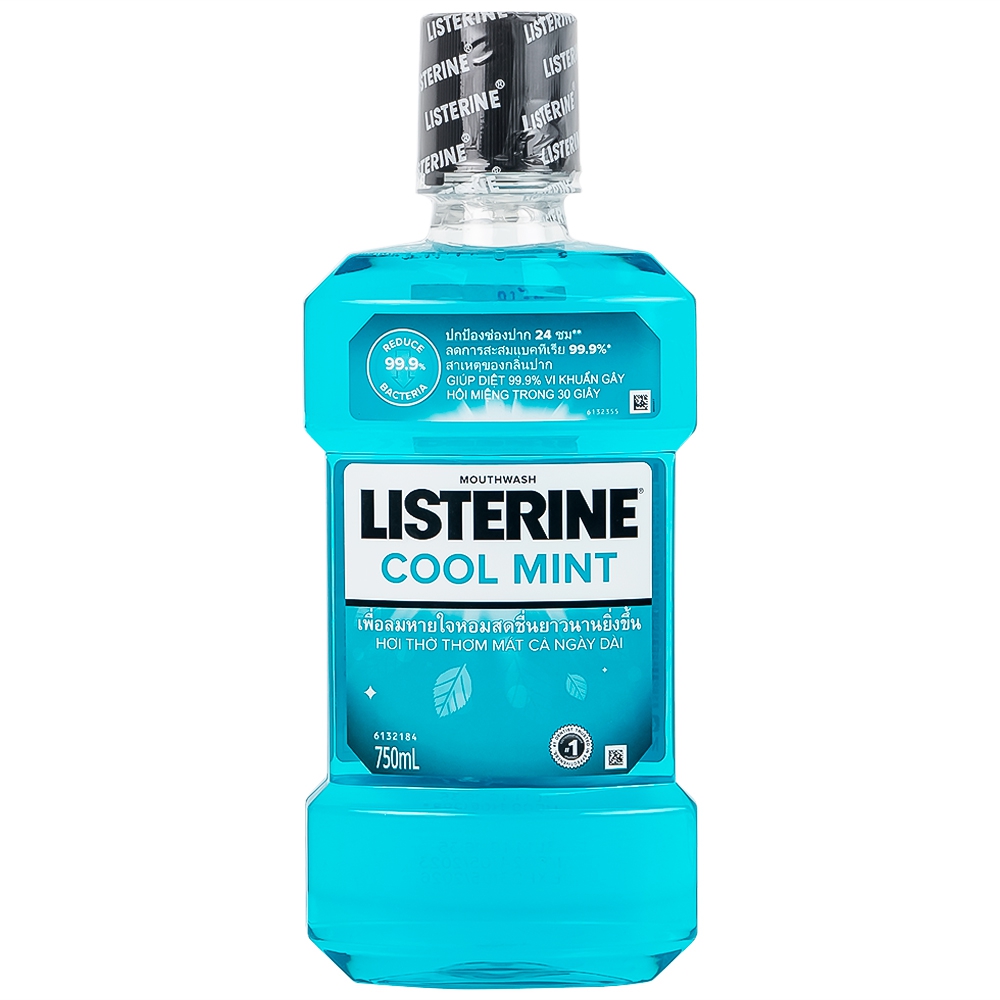 LISTERINE
LISTERINE
LISTERINE®
LISTERINE
LISTERINE
REDUCE
99.9%
BACTERIA
ปกป้องช่องปาก 24 ชม**
ลดการสะสมแบคทีเรีย 99.9%*
สาเหตุของกลิ่นปาก
GIÚP DIỆT 99.9% VI KHUẨN GÂY
HÔI MIỆNG TRONG 30 GIÂY
6132355
MOUTHWASH
LISTERINE®
COOL MINT
เพื่อลมหายใจหอมสดชื่นยาวนานยิ่งขึ้น
HƠI THỞ THƠM MÁT CẢ NGÀY DÀI
6132184
750mL
#1